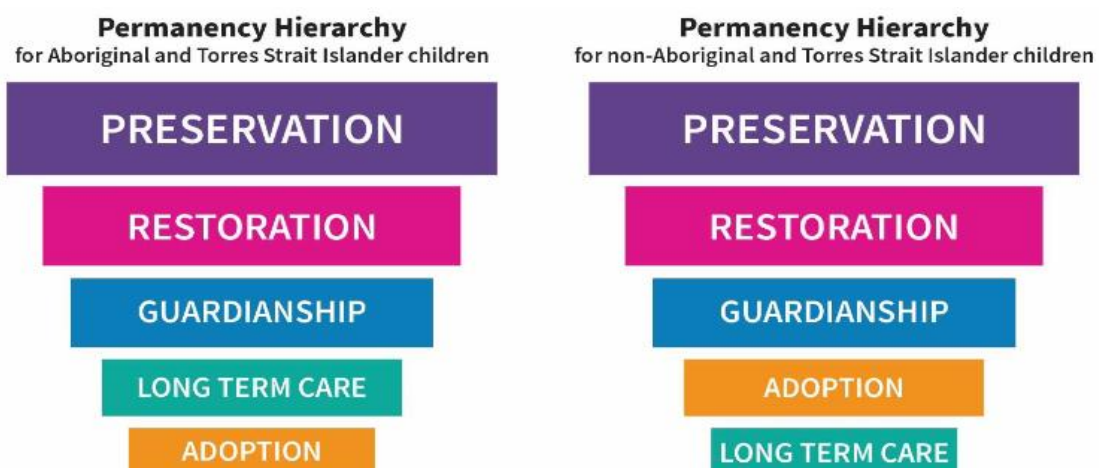 Permanency Hierarchy
for Aboriginal and Torres Strait Islander children
PRESERVATION
RESTORATION
GUARDIANSHIP
LONG TERM CARE
ADOPTION
Permanency Hierarchy
for non-Aboriginal and Torres Strait Islander children
PRESERVATION
RESTORATION
GUARDIANSHIP
ADOPTION
LONG TERM CARE